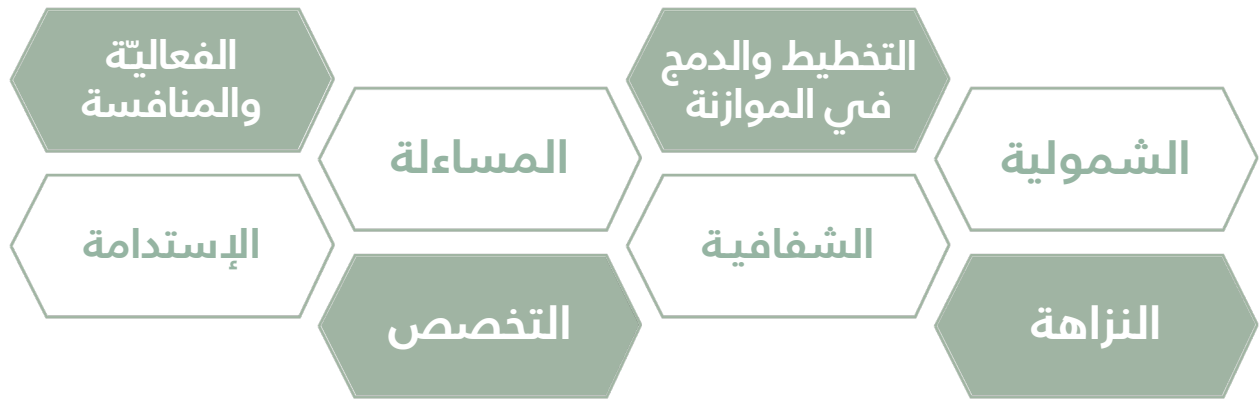 الشمولية
النزاهة
التخطيط والدمج
في الموازنة
الشفافية
المساءلة
التخصص
الفعاليّة
والمنافسة
الإستدامة